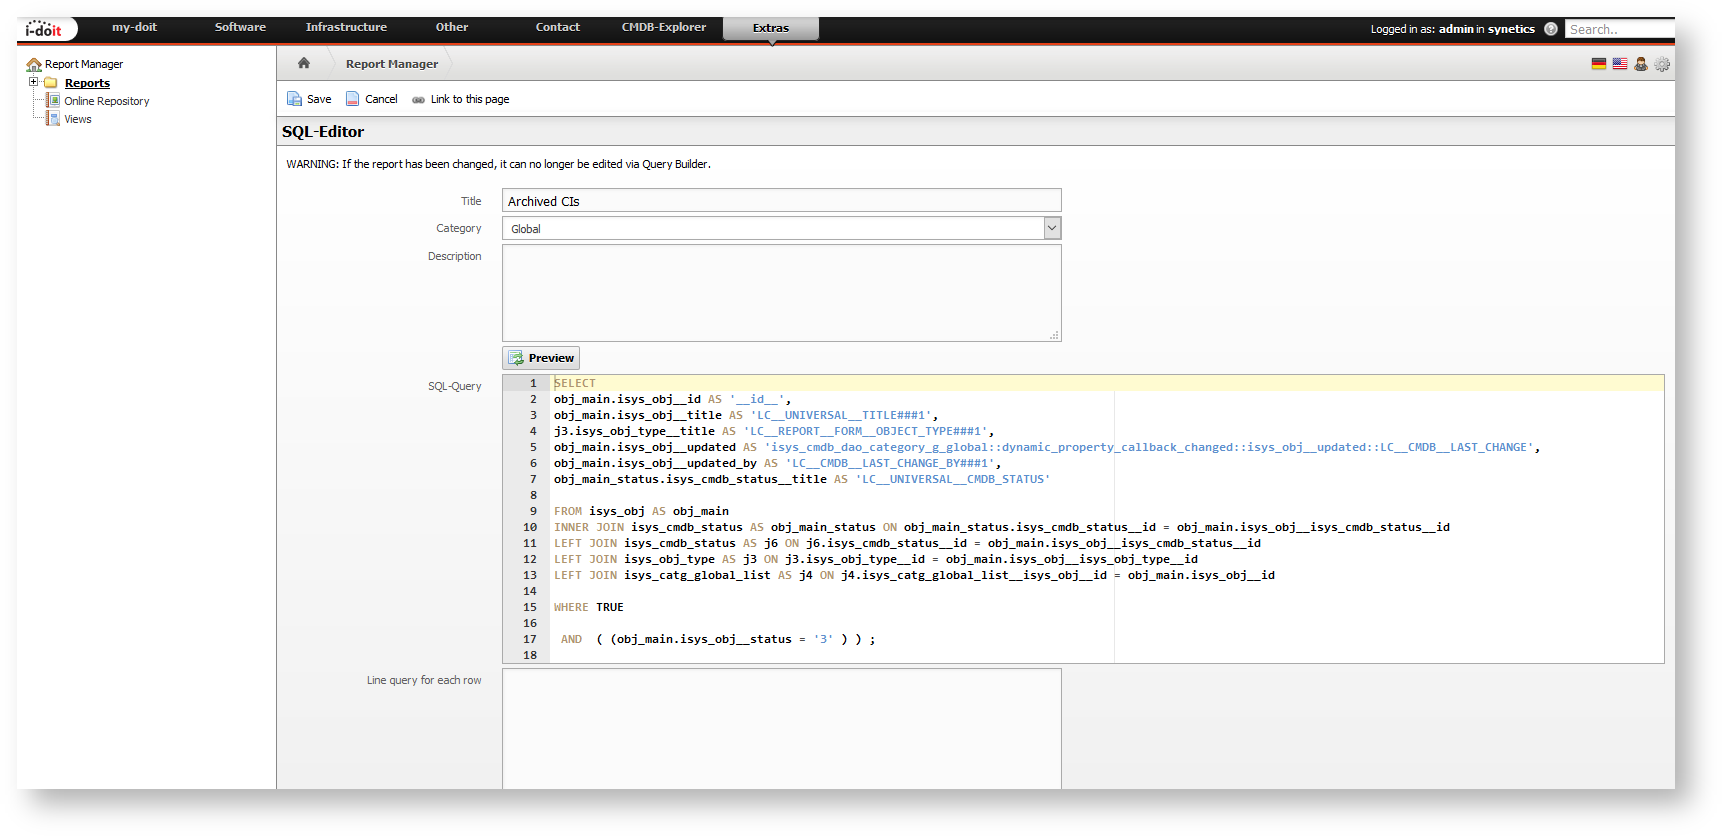 i-doit
my-doit Software Infrastructure Other Contact CMDB-Explorer Extras Logged in as: admin in synetics ? Search..
Report Manager
Reports
Online Repository
Views
Report Manager
Save Cancel Link to this page
SQL-Editor
WARNING: If the report has been changed, it can no longer be edited via Query Builder.
Title Archived CIs
Category Global
Description
Preview
SQL-Query
1 SELECT
2 obj_main.isys_obj__id AS '__id__',
3 obj_main.isys_obj__title AS 'LC__UNIVERSAL__TITLE###1',
4 j3.isys_obj_type__title AS 'LC__REPORT__FORM__OBJECT_TYPE###1',
5 obj_main.isys_obj__updated AS 'isys_cmdb_dao_category_g_global::dynamic_property_callback_changed::isys_obj__updated::LC__CMDB__LAST_CHANGE',
6 obj_main.isys_obj__updated_by AS 'LC__CMDB__LAST_CHANGE_BY###1',
7 obj_main_status.isys_cmdb_status__title AS 'LC__UNIVERSAL__CMDB_STATUS'
8
9 FROM isys_obj AS obj_main
10 INNER JOIN isys_cmdb_status AS obj_main_status ON obj_main_status.isys_cmdb_status__id = obj_main.isys_obj__isys_cmdb_status__id
11 LEFT JOIN isys_cmdb_status AS j6 ON j6.isys_cmdb_status__id = obj_main.isys_obj__isys_cmdb_status__id
12 LEFT JOIN isys_obj_type AS j3 ON j3.isys_obj_type__id = obj_main.isys_obj__isys_obj_type__id
13 LEFT JOIN isys_catg_global_list AS j4 ON j4.isys_catg_global_list__isys_obj__id = obj_main.isys_obj__id
14
15 WHERE TRUE
16
17 AND ( (obj_main.isys_obj__status = '3' ) ) ;
18
Line query for each row